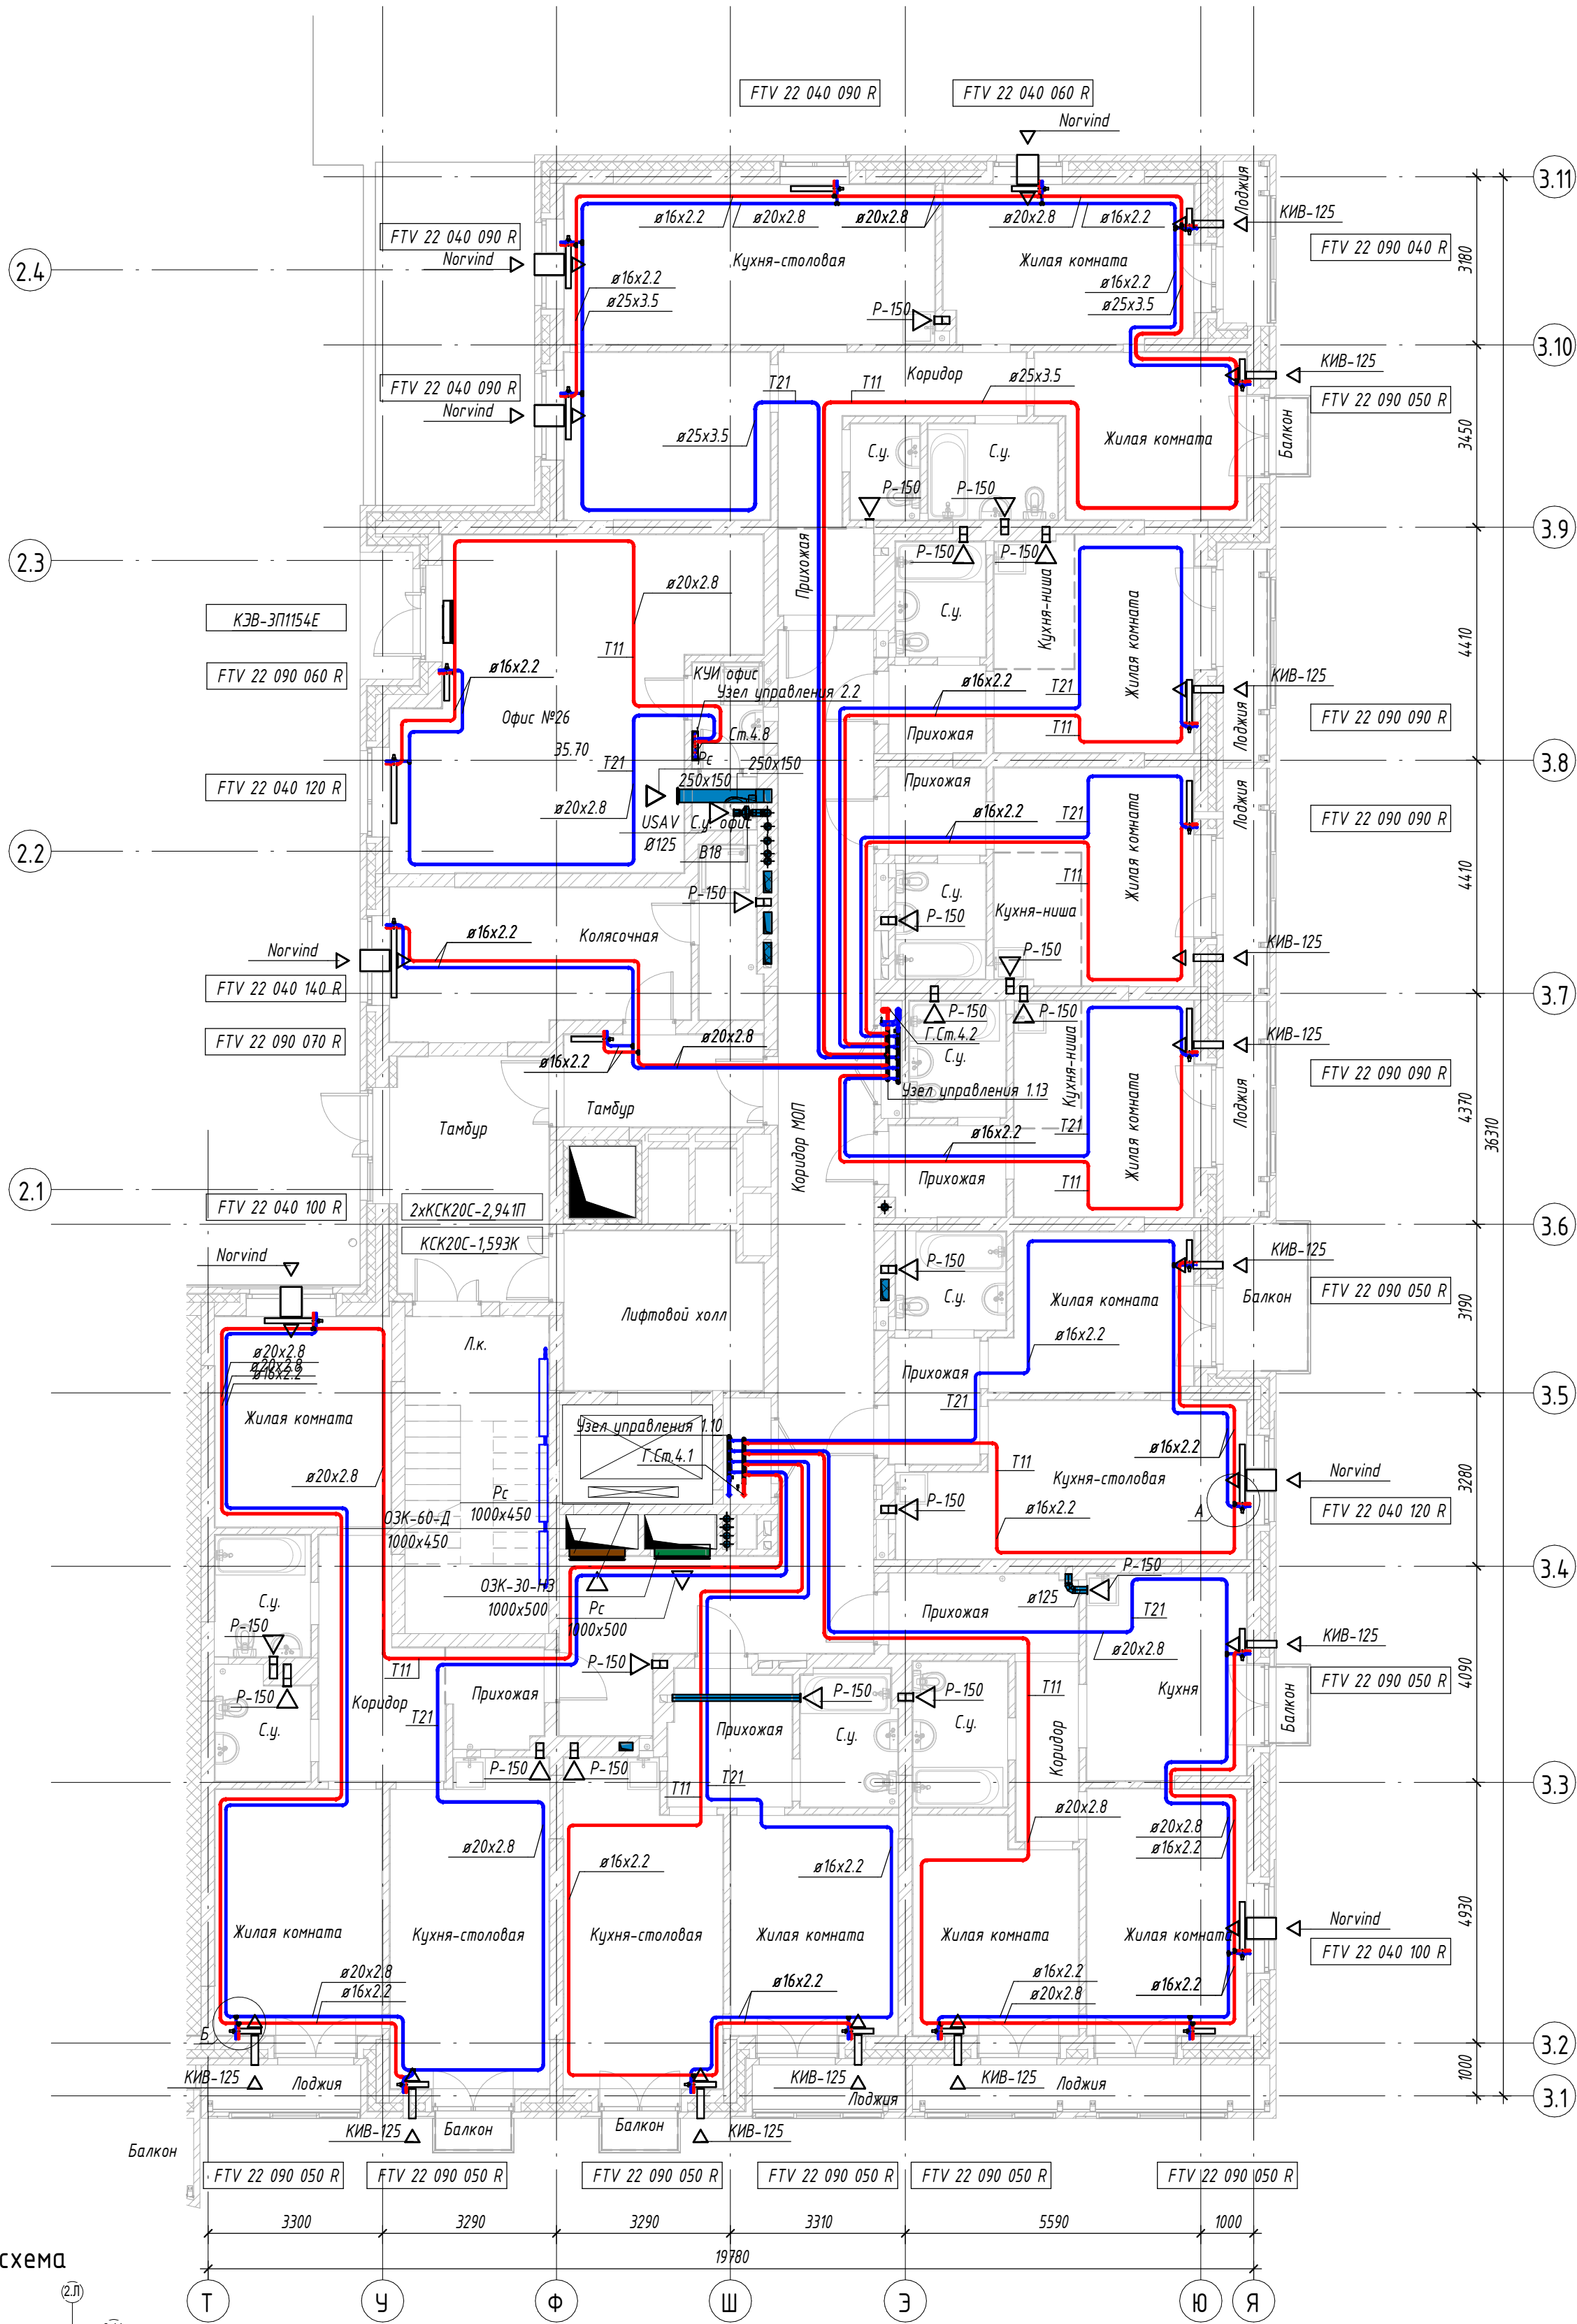 FTV 22 040 090 R
FTV 22 040 060 R
Norvind
3.11
Лоджия
КИВ-125
ø16x2.2
ø20x2.8
ø20x2.8
ø20x2.8
ø16x2.2
FTV 22 040 090 R
Norvind
FTV 22 090 040 R
2.4
Кухня-столовая
Жилая комната
3180
ø16x2.2
ø25x3.5
ø16x2.2
ø25x3.5
P-150
3.10
КИВ-125
Коридор
FTV 22 040 090 R
Norvind
T21
T11
ø25x3.5
FTV 22 090 050 R
ø25x3.5
С.у.
С.у.
Жилая комната
Балкон
3450
P-150
P-150
3.9
2.3
P-150
P-150
Прихожая
ø20x2.8
С.у.
Кухня-ниша
Жилая комната
4410
КЭВ-3П1154Е
T11
FTV 22 090 060 R
ø16x2.2
КУИ офис
Узел управления 2.2
ø16x2.2
T21
КИВ-125
Офис №26
35.70
Ст.4.8
Рс
Прихожая
T11
Лоджия
FTV 22 090 090 R
3.8
FTV 22 040 120 R
T21
250x150
250x150
Прихожая
ø20x2.8
USAV
Ø125
С.у. офис
B18
ø16x2.2
T21
Жилая комната
Лоджия
FTV 22 090 090 R
2.2
T11
4410
P-150
С.у.
P-150
Кухня-ниша
ø16x2.2
Колясочная
Norvind
P-150
КИВ-125
FTV 22 040 140 R
3.7
P-150
P-150
FTV 22 090 070 R
ø20x2.8
ø16x2.2
Г.Ст.4.2
С.у.
Кухня-ниша
КИВ-125
Узел управления 1.13
FTV 22 090 090 R
Тамбур
Тамбур
Коридор МОП
ø16x2.2
T21
Жилая комната
Лоджия
4370
36310
2.1
Прихожая
T11
FTV 22 040 100 R
2хКСК20С-2,941П
КСК20С-1,593К
3.6
Norvind
P-150
КИВ-125
С.у.
Жилая комната
Балкон
FTV 22 090 050 R
3190
Лифтовой холл
Л.к.
ø16x2.2
ø20x2.8
ø20x2.8
ø16x2.2
Прихожая
3.5
T21
Жилая комната
Узел управления 1.10
Г.Ст.4.1
ø16x2.2
T11
Кухня-столовая
Norvind
3280
ø20x2.8
Рс
1000x450
P-150
ø16x2.2
А
FTV 22 040 120 R
ОЗК-60-Д
1000x450
3.4
ОЗК-30-НЗ
1000x500
Рс
1000x500
P-150
ø125
Прихожая
T21
С.у.
P-150
ø20x2.8
КИВ-125
P-150
T11
P-150
P-150
P-150
Коридор
Прихожая
T11
Кухня
Балкон
FTV 22 090 050 R
4090
С.у.
T21
Прихожая
С.у.
С.у.
Коридор
P-150
P-150
T11
T21
3.3
ø20x2.8
ø20x2.8
ø20x2.8
ø16x2.2
ø16x2.2
ø16x2.2
Жилая комната
Кухня-столовая
Кухня-столовая
Жилая комната
Жилая комната
Жилая комната
Norvind
4930
FTV 22 040 100 R
ø20x2.8
ø16x2.2
ø16x2.2
ø16x2.2
ø20x2.8
ø16x2.2
Б
3.2
КИВ-125
Лоджия
КИВ-125
Лоджия
КИВ-125
Лоджия
1000
3.1
КИВ-125
Балкон
Балкон
КИВ-125
Балкон
FTV 22 090 050 R
FTV 22 090 050 R
FTV 22 090 050 R
FTV 22 090 050 R
FTV 22 090 050 R
FTV 22 090 050 R
3300
3290
3290
3310
5590
1000
19780
схема
2.Л
Т
У
Ф
Ш
Э
Ю
Я